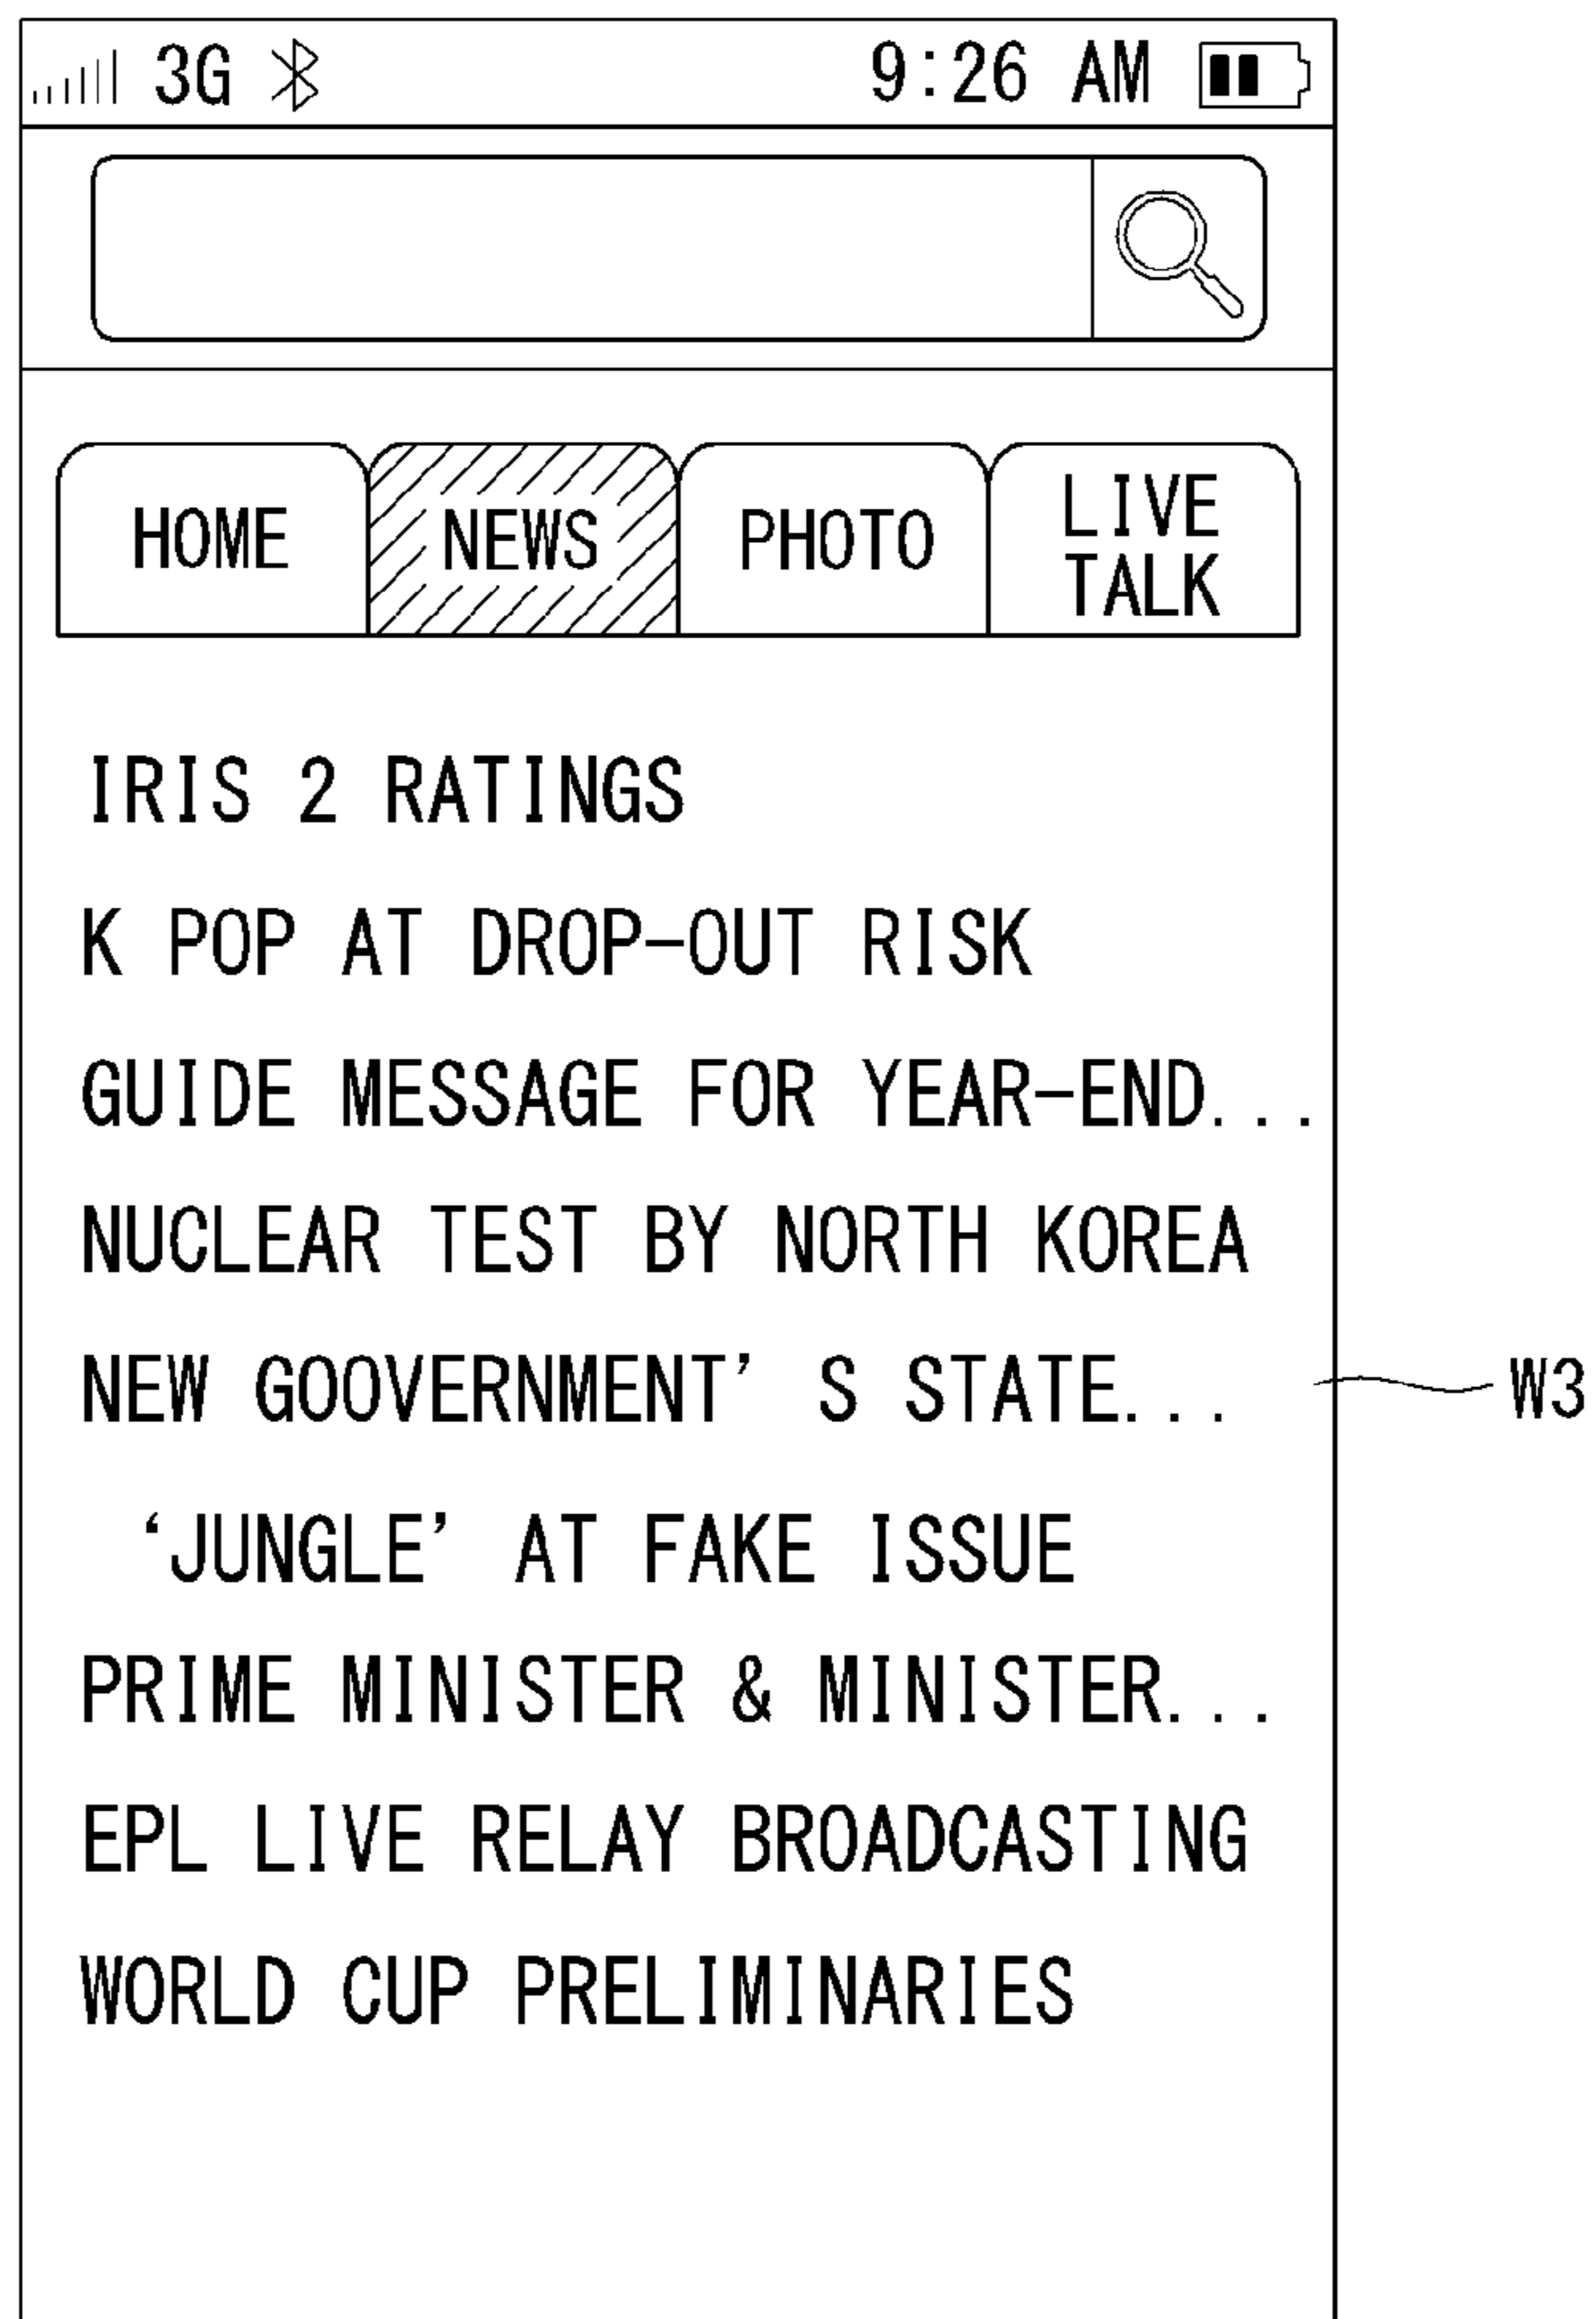 3G 9:26 AM
HOME NEWS PHOTO LIVE TALK
IRIS 2 RATINGS
K POP AT DROP-OUT RISK
GUIDE MESSAGE FOR YEAR-END...
NUCLEAR TEST BY NORTH KOREA
NEW GOOVERNMENT' S STATE...
W3
‘JUNGLE’ AT FAKE ISSUE
PRIME MINISTER & MINISTER...
EPL LIVE RELAY BROADCASTING
WORLD CUP PRELIMINARIES